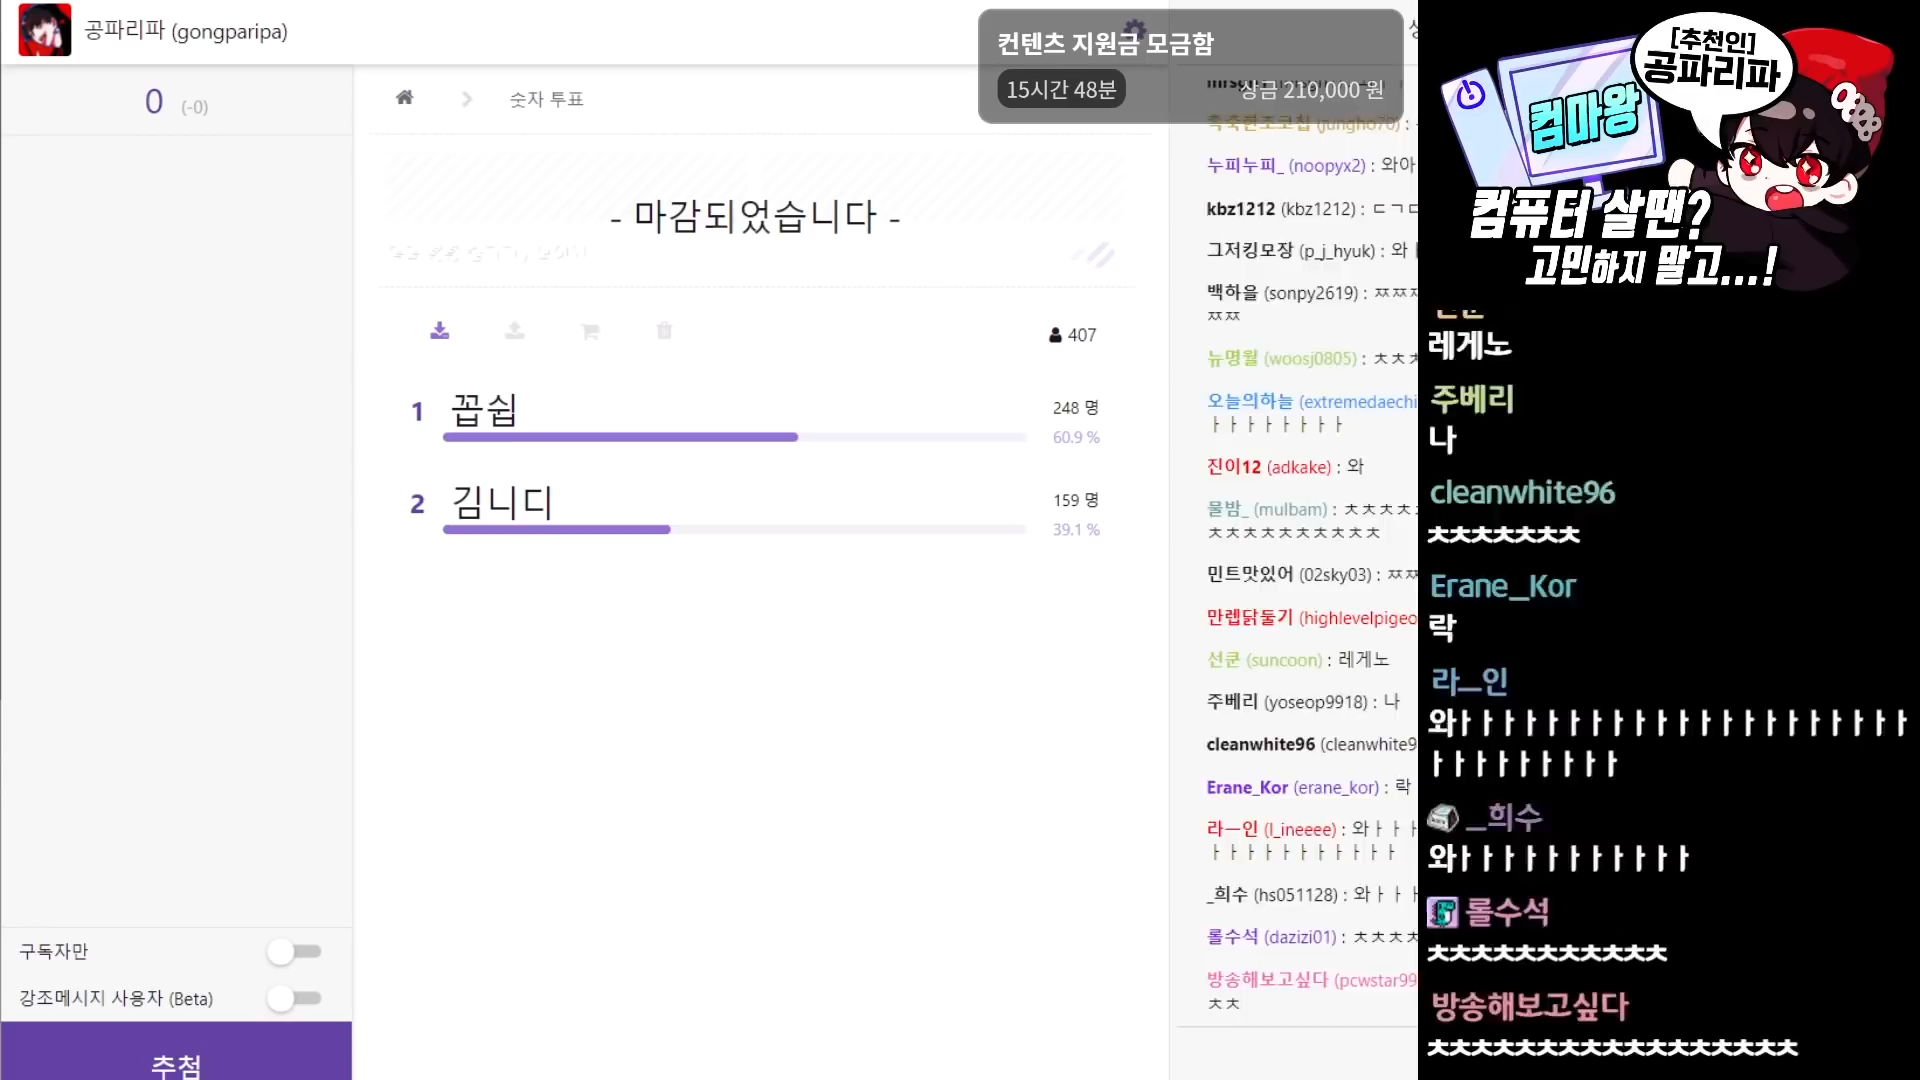 공파리파 (gongparipa)
0 (-0)
숫자 투표
- 마감되었습니다 -
407
1 꼽쉽 248 명
60.9 %
2 김니디 159 명
39.1 %
구독자만
강조메시지 사용자 (Beta)
추첨
컨텐츠 지원금 모금함
15시간 48분 상금 210,000 원
누피누피_ (noopyx2) : 와아
kbz1212 (kbz1212) : ㄷㄱㄷ
그저킹모장 (p_j_hyuk) : 와
백하을 (sonpy2619) : ㅉㅉㅉ
ㅉㅉ
뉴명월 (woosj0805) : ㅊㅊㅊ
오늘의하늘 (extremedaechi
ㅏㅏㅏㅏㅏㅏㅏㅏ
진이12 (adkake) : 와
물밤_ (mulbam) : ㅊㅊㅊㅊ
ㅊㅊㅊㅊㅊㅊㅊㅊㅊㅊ
민트맛있어 (02sky03) : ㅉㅉ
만렙닭둘기 (highlevelpigeo
선쿤 (suncoon) : 레게노
주베리 (yoseop9918) : 나
cleanwhite96 (cleanwhite9
Erane_Kor (erane_kor) : 락
라ㅡ인 (l_ineeee) : 와ㅏㅏㅏ
ㅏㅏㅏㅏㅏㅏㅏㅏㅏㅏㅏ
_희수 (hs051128) : 와ㅏㅏㅏ
롤수석 (dazizi01) : ㅊㅊㅊㅊ
방송해보고싶다 (pcwstar99
ㅊㅊ
[추천인]
공파리파
컴마왕
컴퓨터 살땐?
고민하지 말고...!
레게노
주베리
나
cleanwhite96
ㅊㅊㅊㅊㅊㅊㅊ
Erane_Kor
락
라ㅡ인
와ㅏㅏㅏㅏㅏㅏㅏㅏㅏㅏㅏㅏㅏㅏㅏㅏㅏㅏㅏㅏㅏ
ㅏㅏㅏㅏㅏㅏㅏㅏㅏ
_희수
와ㅏㅏㅏㅏㅏㅏㅏㅏㅏㅏㅏ
롤수석
ㅊㅊㅊㅊㅊㅊㅊㅊㅊㅊㅊ
방송해보고싶다
ㅊㅊㅊㅊㅊㅊㅊㅊㅊㅊㅊㅊㅊㅊㅊㅊㅊ